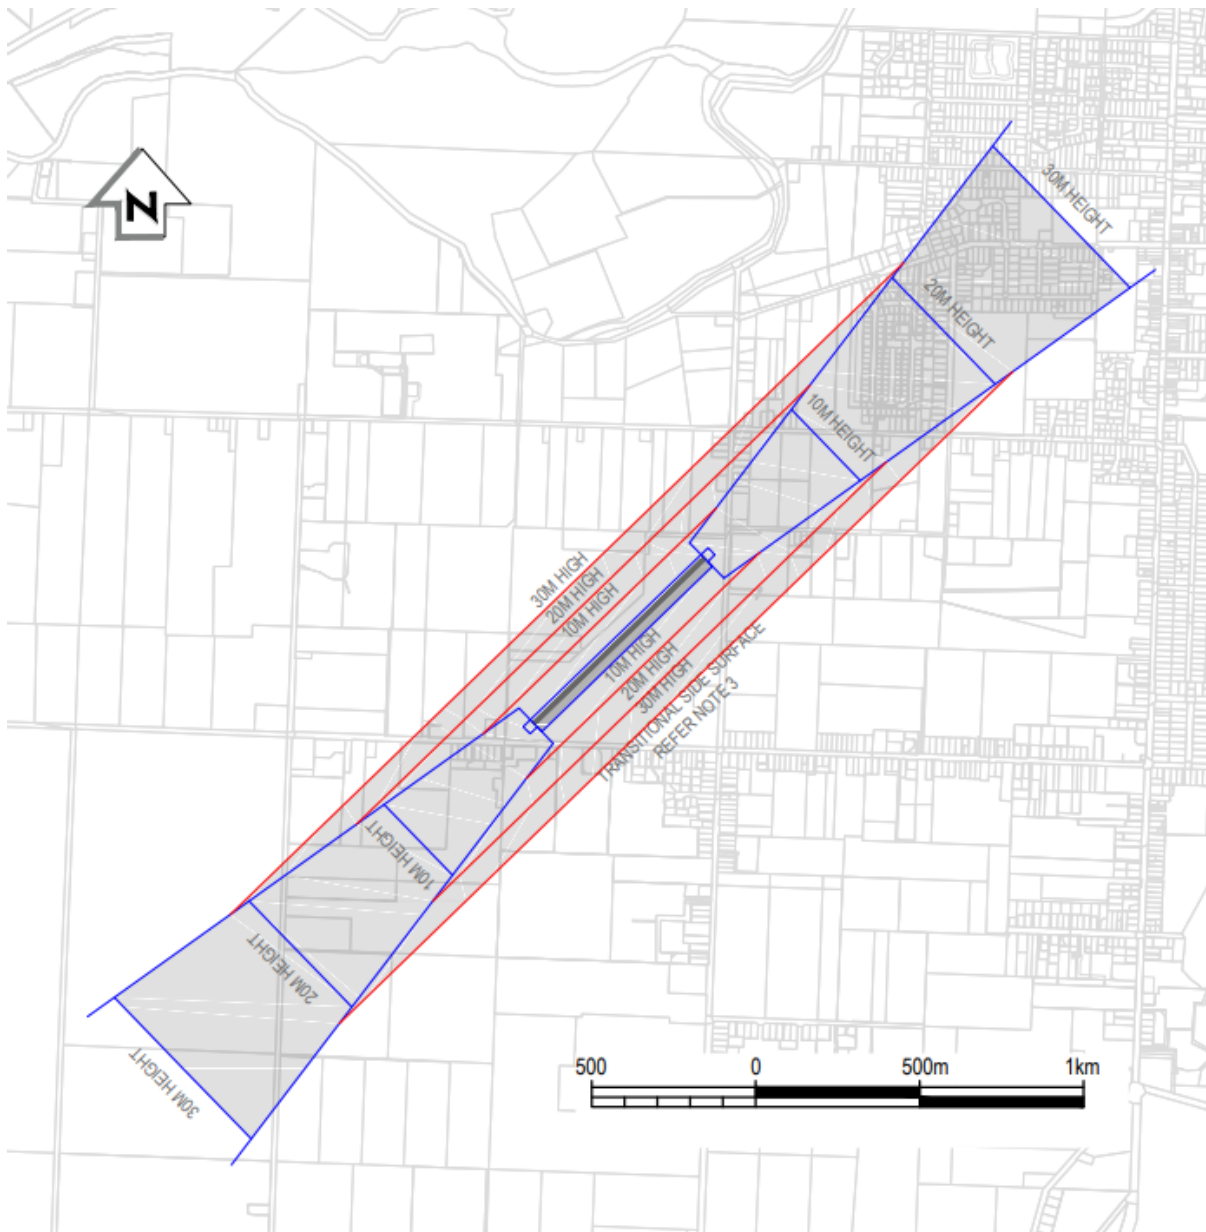 30M HEIGHT
N
20M HEIGHT
10M HEIGHT
30M HIGH
20M HIGH
10M HIGH
10M HIGH
20M HIGH
30M HIGH
TRANSITIONAL SIDE SURFACE
REFER NOTE 3
10M HEIGHT
20M HEIGHT
30M HEIGHT
500 0 500m 1km